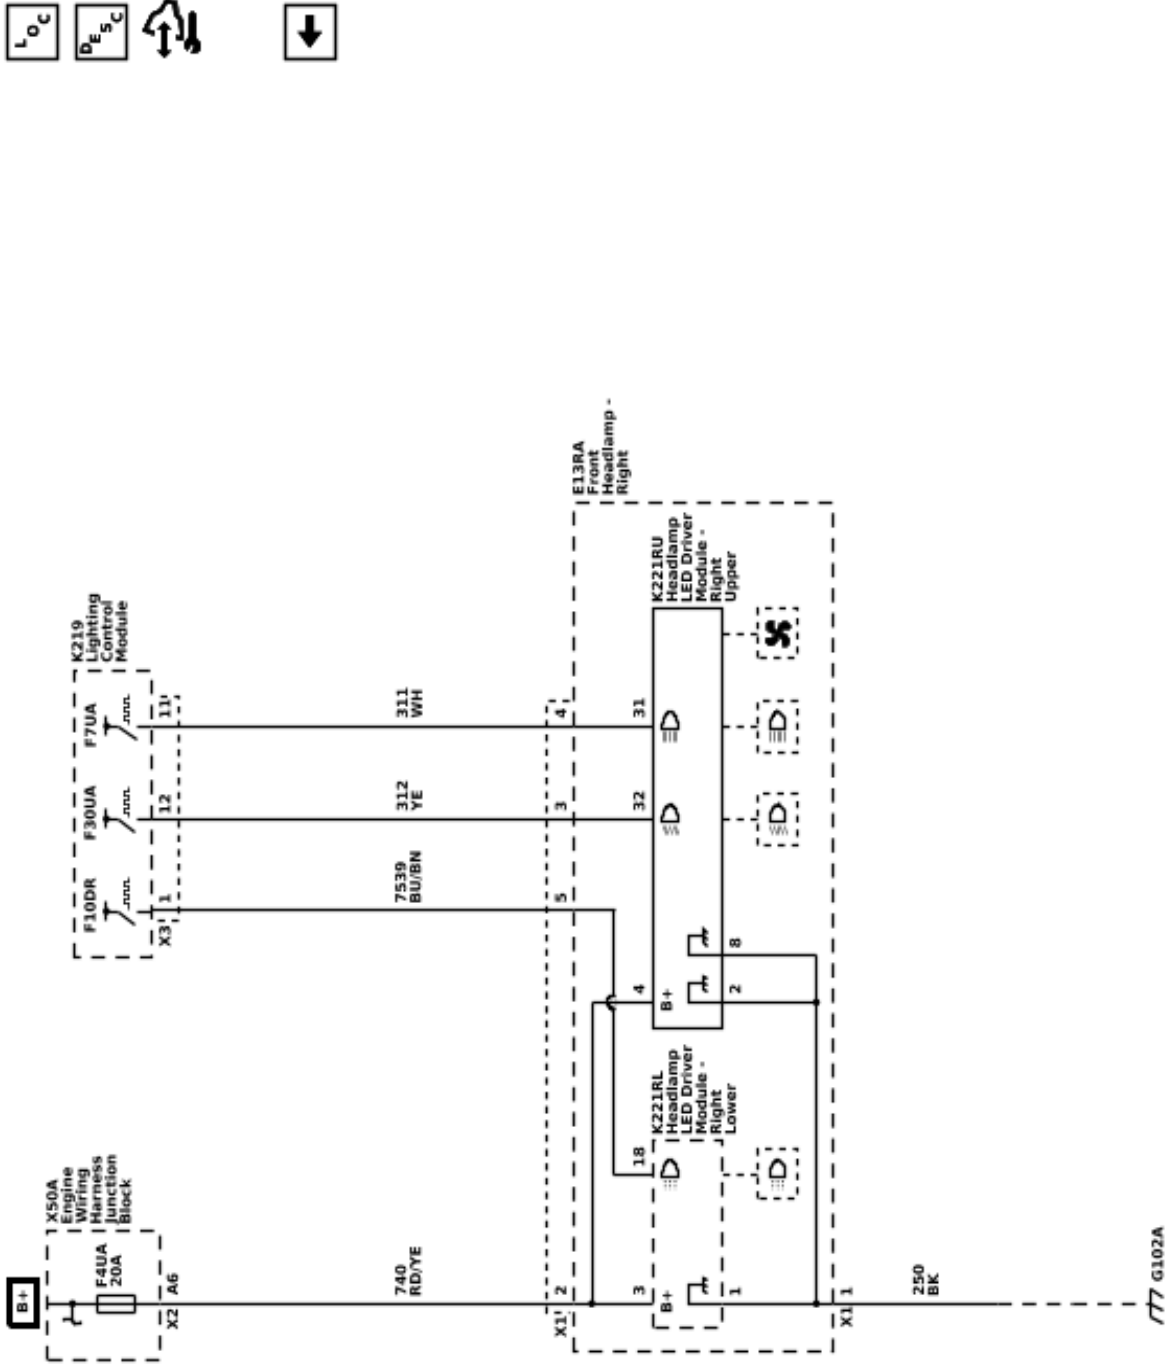 LOC
DESC
B+
X50A
Engine
Wiring
Harness
Junction
Block
F4UA
20A
X2
A6
K219
Lighting
Control
Module
F10DR
F30UA
F7UA
X3
1
12
11
740
RD/YE
7539
BU/BN
312
YE
311
WH
X1
2
5
3
4
E13RA
Front
Headlamp -
Right
3
18
4
32
31
K221RL
Headlamp
LED Driver
Module -
Right
Lower
K221RU
Headlamp
LED Driver
Module -
Right
Upper
B+
B+
1
2
8
X1
1
250
BK
G102A